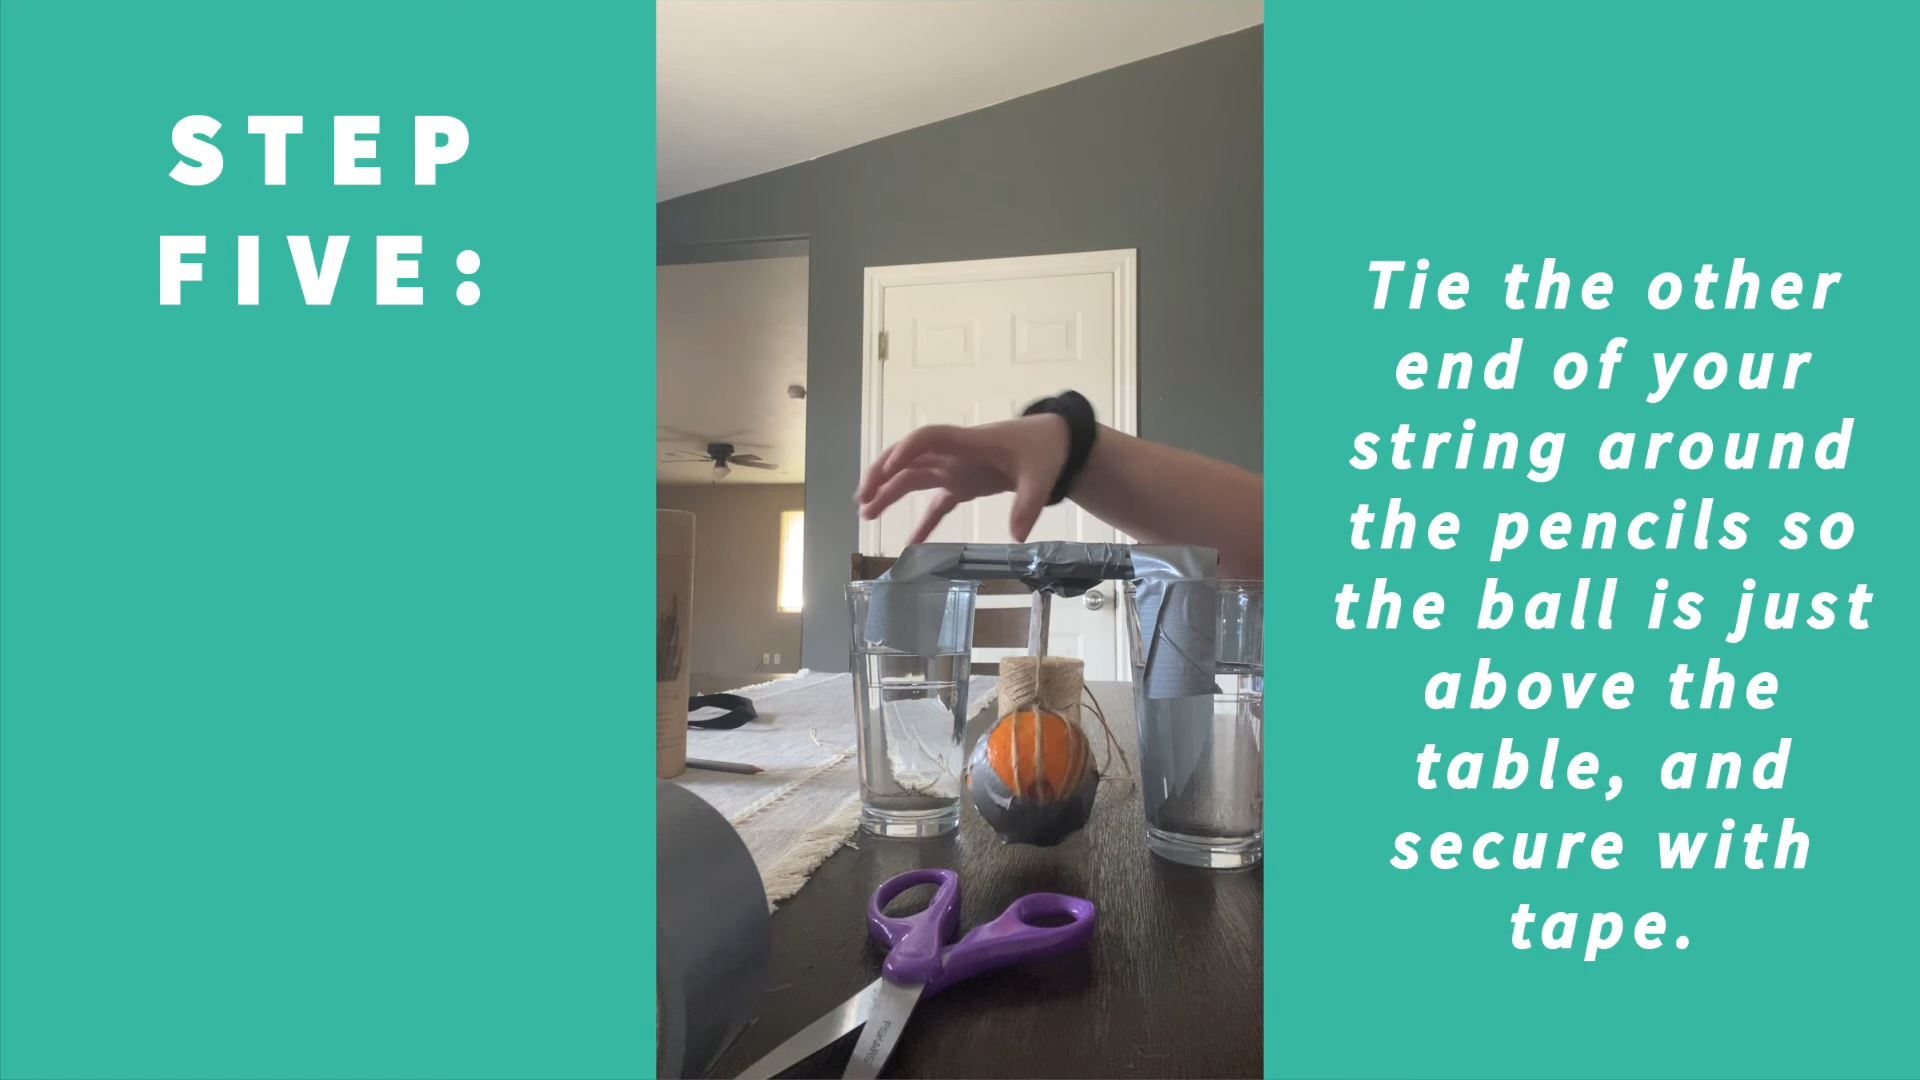 STEP
FIVE:
Tie the other
end of your
string around
the pencils so
the ball is just
above the
table, and
secure with
tape.
FISKARS